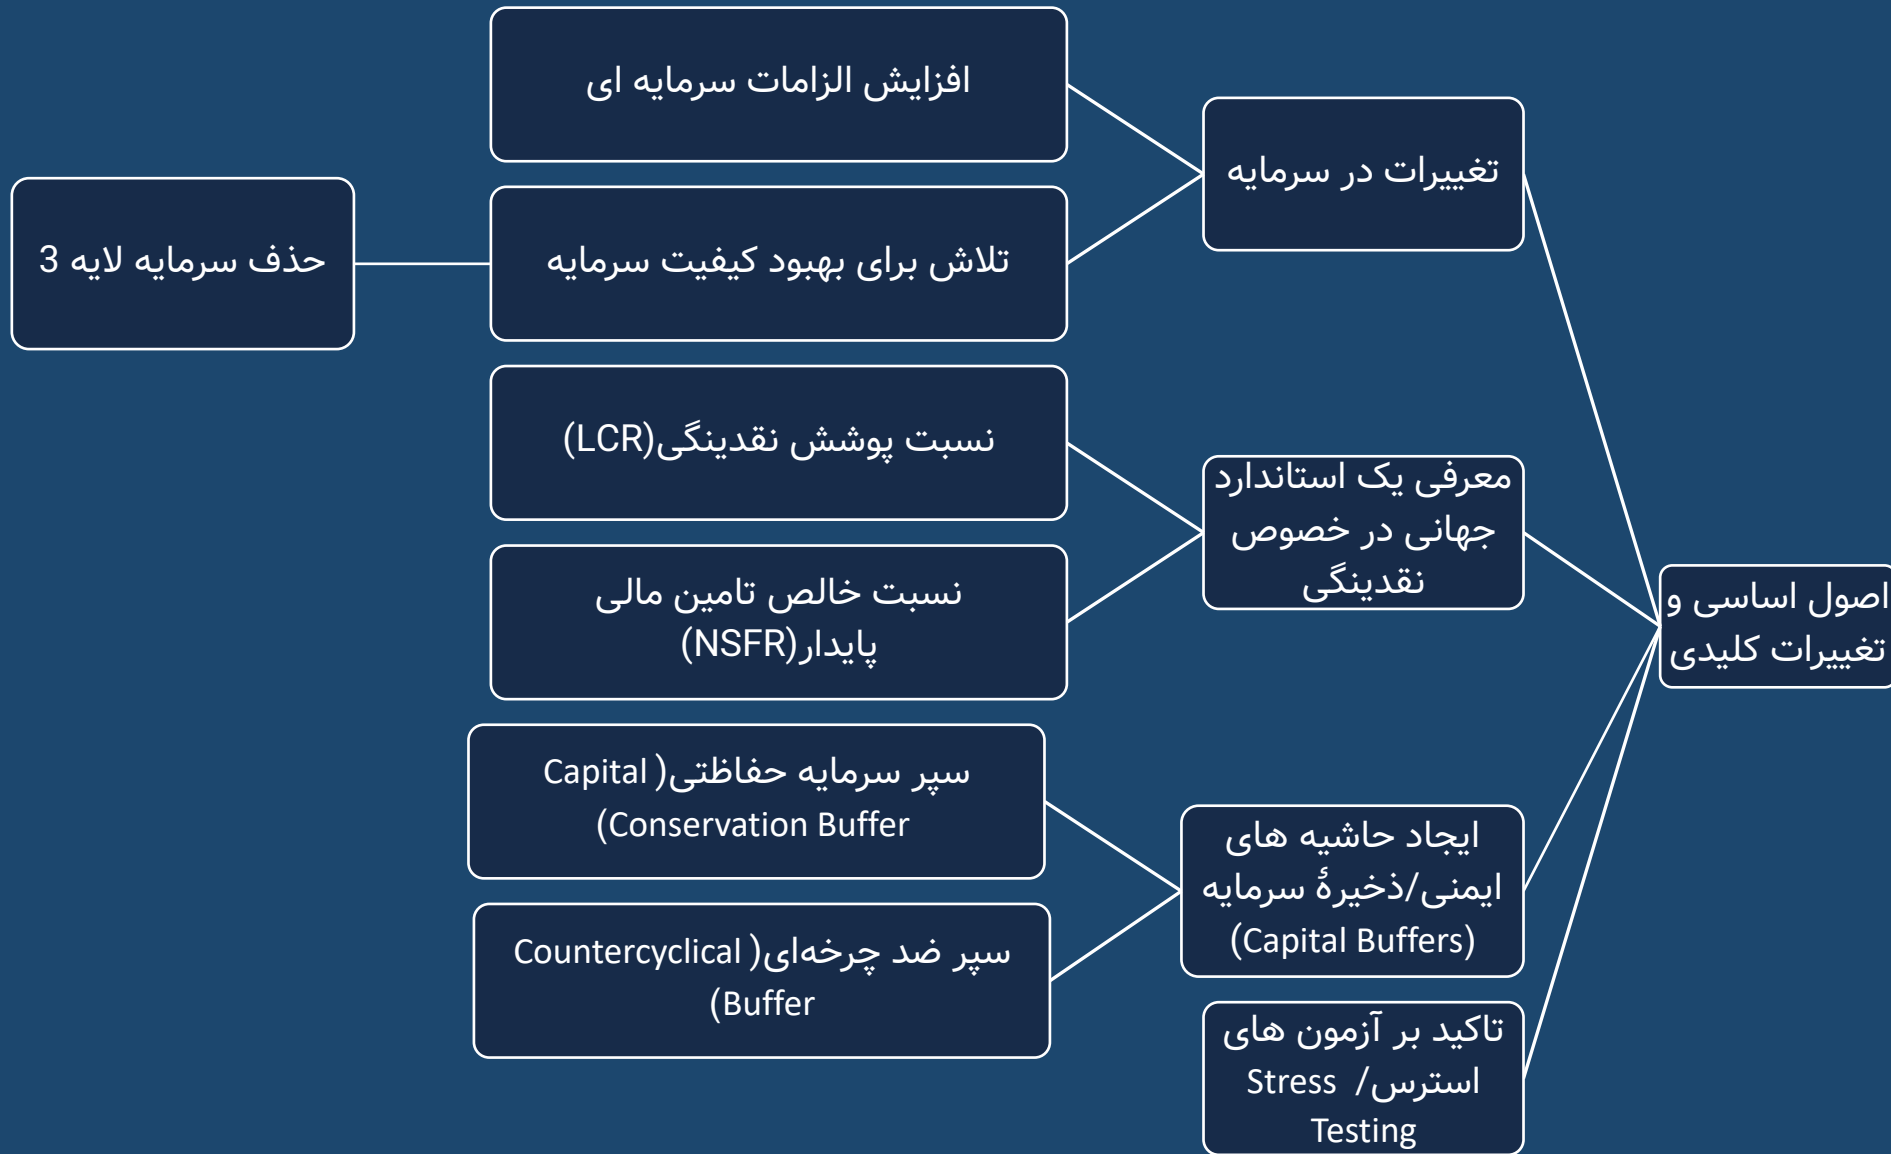 اصول اساسی و
تغییرات کلیدی
تغییرات در سرمایه
افزایش الزامات سرمایه ای
تلاش برای بهبود کیفیت سرمایه
حذف سرمایه لایه 3
معرفی یک استاندارد
جهانی در خصوص
نقدینگی
نسبت پوشش نقدینگی(LCR)
نسبت خالص تامین مالی
پایدار(NSFR)
ایجاد حاشیه های
ایمنی/ذخیرهٔ سرمایه
(Capital Buffers)
سپر سرمایه حفاظتی( Capital
Conservation Buffer)
سپر ضد چرخه‌ای( Countercyclical
Buffer)
تاکید بر آزمون های
استرس/ Stress
Testing